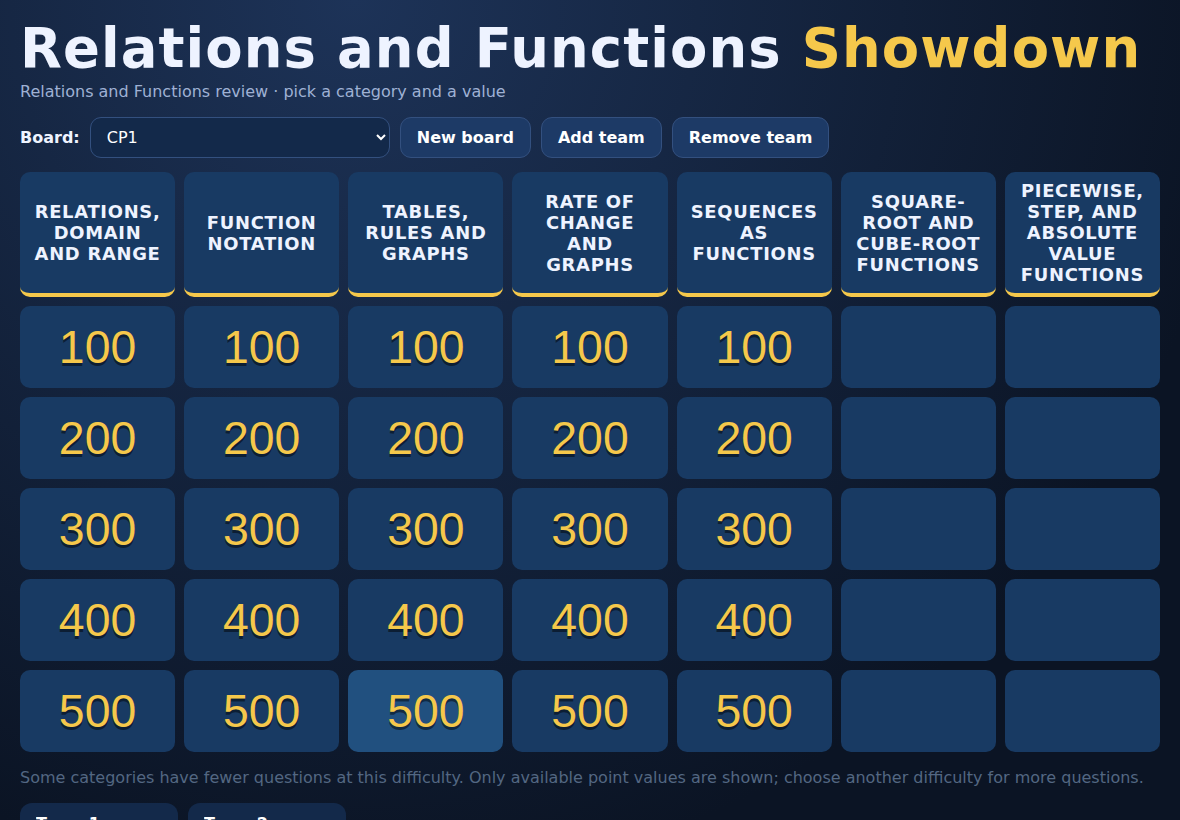 Relations and Functions Showdown
Relations and Functions review · pick a category and a value
Board: CP1 New board Add team Remove team
RELATIONS,
DOMAIN
AND RANGE
FUNCTION
NOTATION
TABLES,
RULES AND
GRAPHS
RATE OF
CHANGE
AND
GRAPHS
SEQUENCES
AS
FUNCTIONS
SQUARE-
ROOT AND
CUBE-ROOT
FUNCTIONS
PIECEWISE,
STEP, AND
ABSOLUTE
VALUE
FUNCTIONS
100 100 100 100 100
200 200 200 200 200
300 300 300 300 300
400 400 400 400 400
500 500 500 500 500
Some categories have fewer questions at this difficulty. Only available point values are shown; choose another difficulty for more questions.